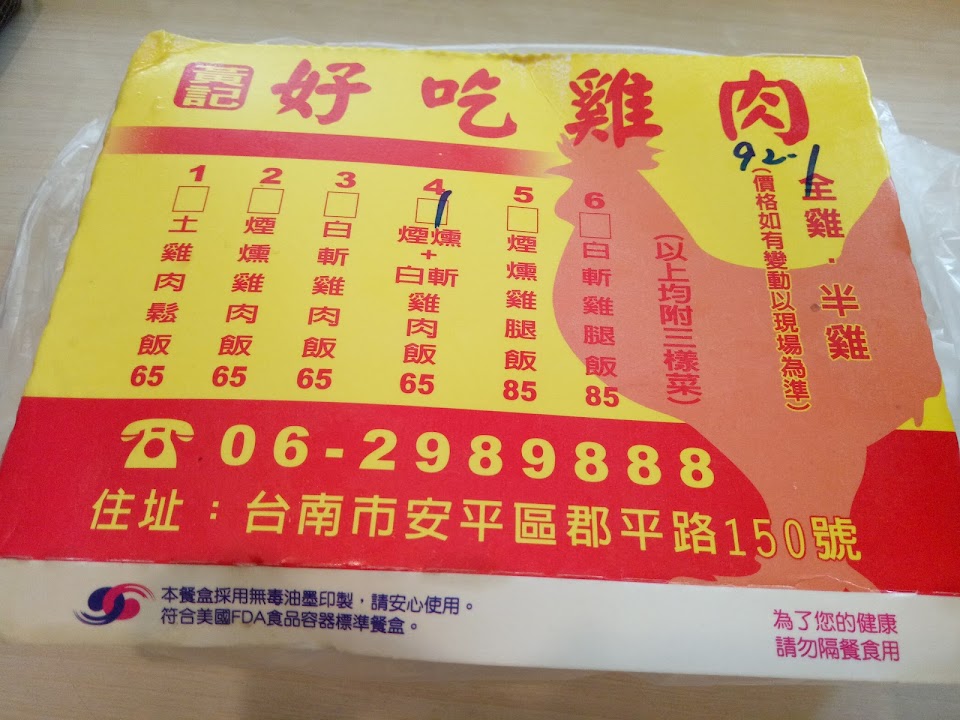 黃記 好吃雞肉
92-1
1 土雞肉鬆飯 65
2 煙燻雞肉飯 65
3 白斬雞肉飯 65
4 1 煙燻+白斬雞肉飯 65
5 煙燻雞腿飯 85
6 白斬雞腿飯 85
(以上均附三樣菜)
(價格如有變動以現場為準)
全雞·半雞
☎06-2989888
住址：台南市安平區郡平路150號
本餐盒採用無毒油墨印製，請安心使用。
符合美國FDA食品容器標準餐盒。
為了您的健康
請勿隔餐食用